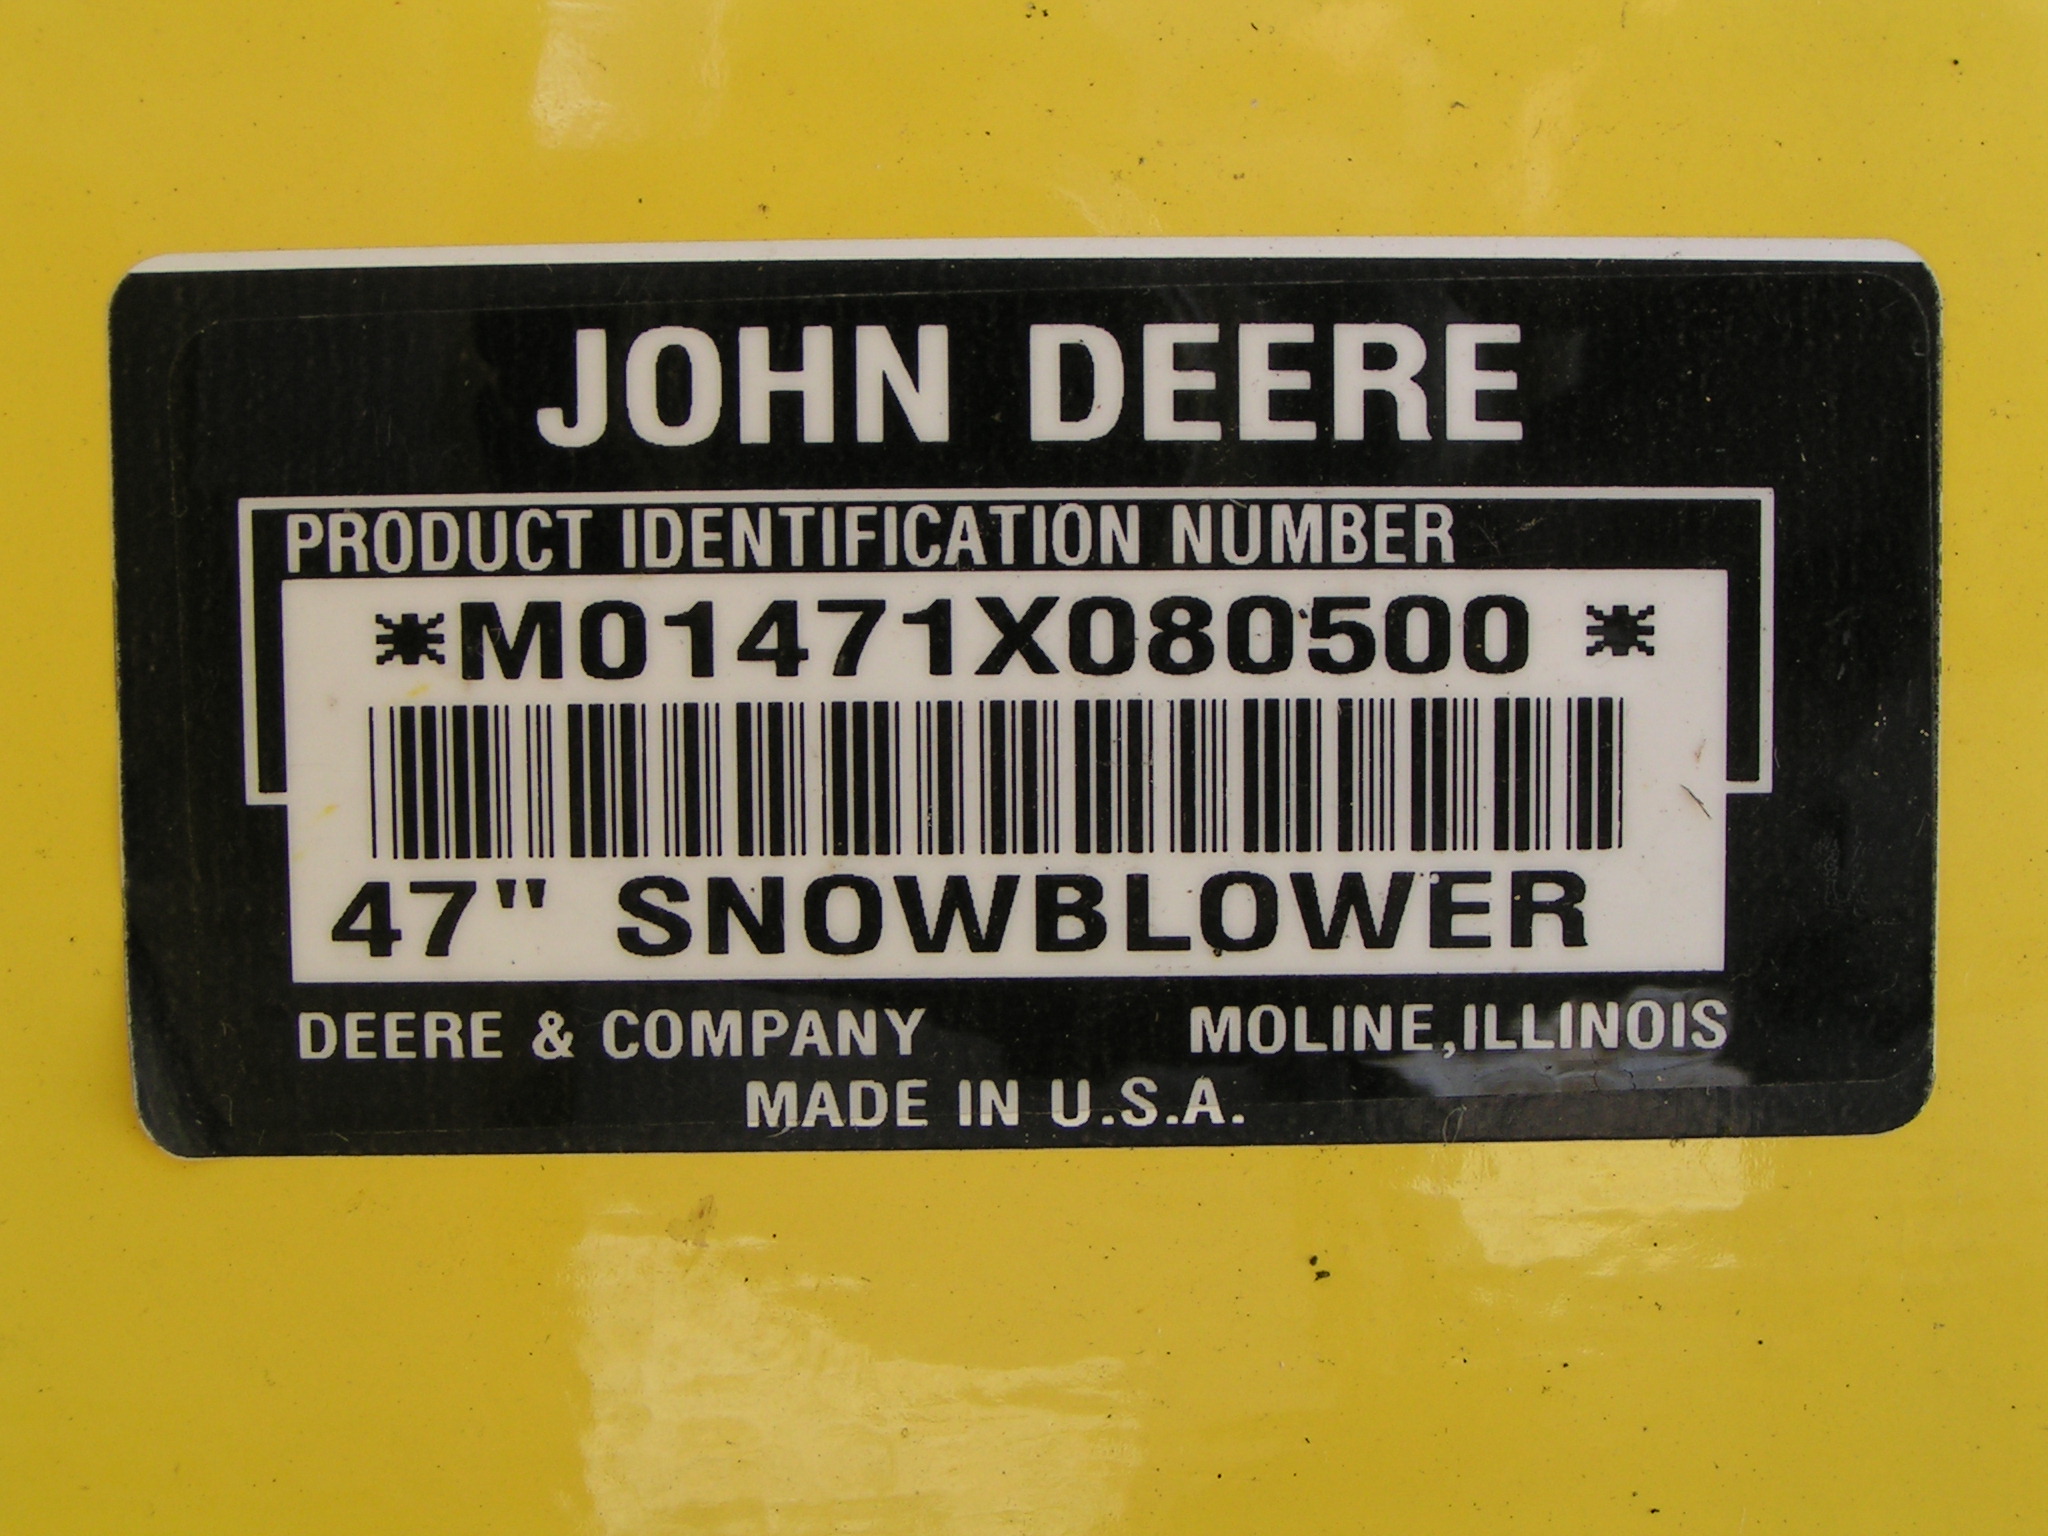 JOHN DEERE
PRODUCT IDENTIFICATION NUMBER
*M01471X080500 *
47" SNOWBLOWER
DEERE & COMPANY MOLINE,ILLINOIS
MADE IN U.S.A.